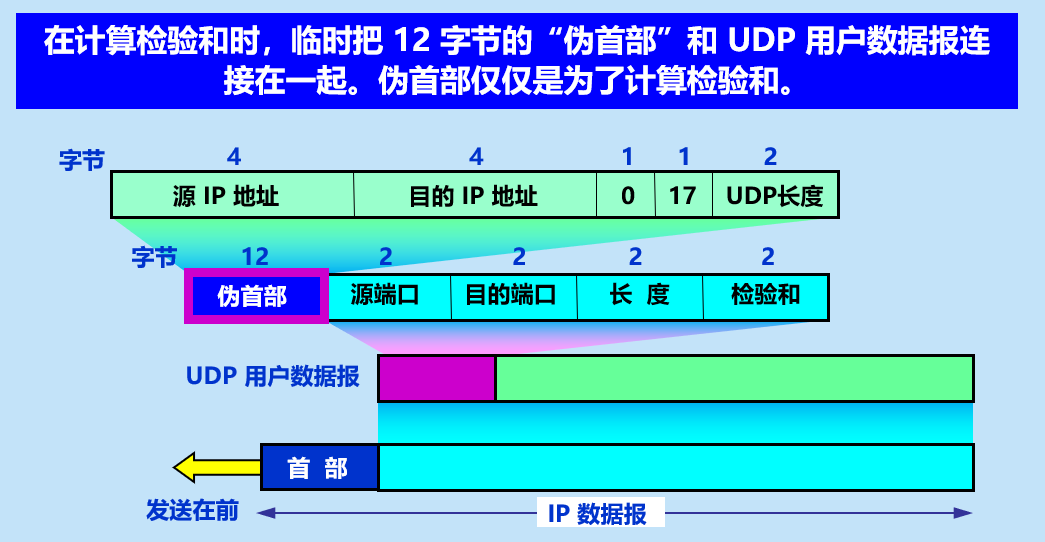 在计算检验和时，临时把 12 字节的“伪首部”和 UDP 用户数据报连
接在一起。伪首部仅仅是为了计算检验和。
字节 4 4 1 1 2
源 IP 地址 目的 IP 地址 0 17 UDP长度
字节 12 2 2 2 2
伪首部 源端口 目的端口 长 度 检验和
UDP 用户数据报
首 部
发送在前
IP 数据报